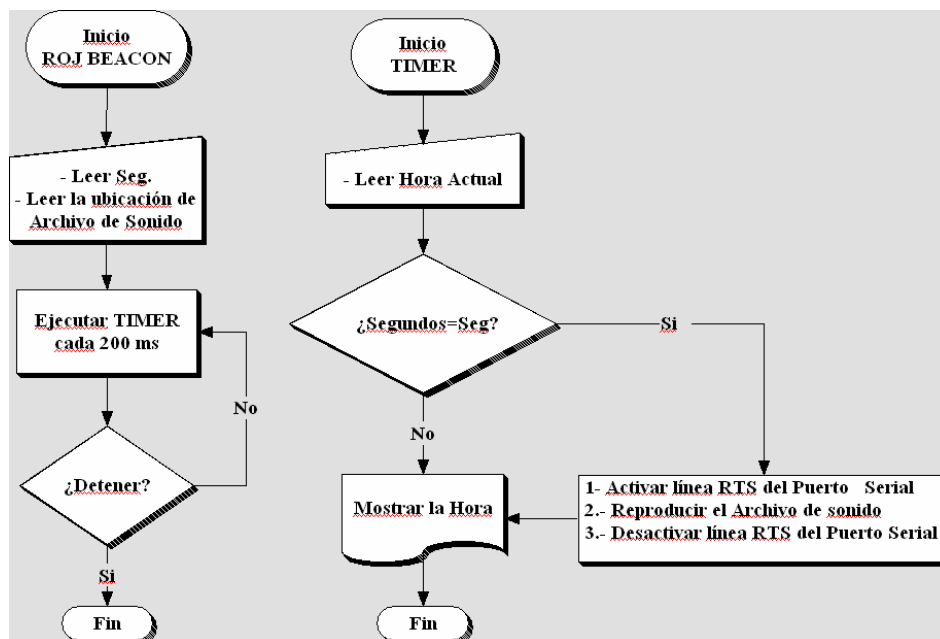 Inicio
ROJ BEACON
- Leer Seg.
- Leer la ubicación de
Archivo de Sonido
Ejecutar TIMER
cada 200 ms
No
¿Detener?
Si
Fin
Inicio
TIMER
- Leer Hora Actual
¿Segundos=Seg?
Si
No
1- Activar línea RTS del Puerto Serial
2.- Reproducir el Archivo de sonido
3.- Desactivar línea RTS del Puerto Serial
Mostrar la Hora
Fin